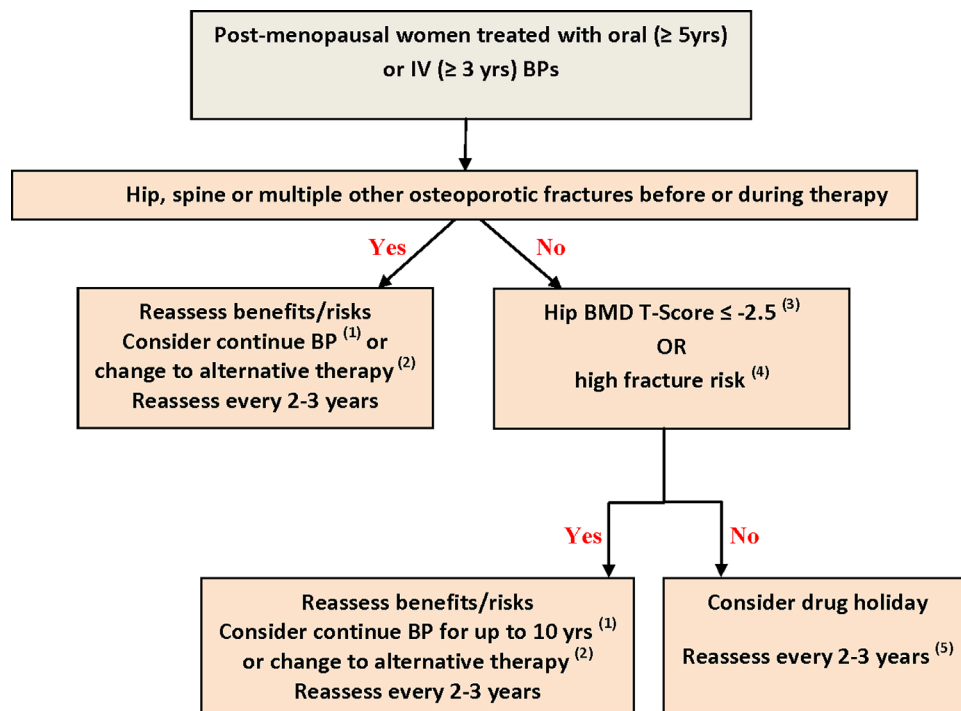 Post-menopausal women treated with oral (≥ 5yrs)
or IV (≥ 3 yrs) BPs
Hip, spine or multiple other osteoporotic fractures before or during therapy
Yes
No
Reassess benefits/risks
Consider continue BP (1) or
change to alternative therapy (2)
Reassess every 2-3 years
Hip BMD T-Score ≤ -2.5 (3)
OR
high fracture risk (4)
Yes
No
Reassess benefits/risks
Consider continue BP for up to 10 yrs (1)
or change to alternative therapy (2)
Reassess every 2-3 years
Consider drug holiday
Reassess every 2-3 years (5)